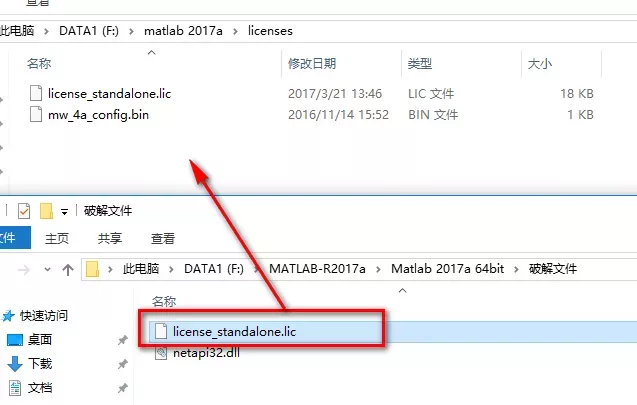 查看
此电脑 › DATA1 (F:) › matlab 2017a › licenses
名称 修改日期 类型 大小
license_standalone.lic 2017/3/21 13:46 LIC 文件 18 KB
mw_4a_config.bin 2016/11/14 15:52 BIN 文件 1 KB
破解文件
文件 主页 共享 查看
此电脑 › DATA1 (F:) › MATLAB-R2017a › Matlab 2017a 64bit › 破解文件
名称
快速访问
license_standalone.lic
桌面
netapi32.dll
下载
文档